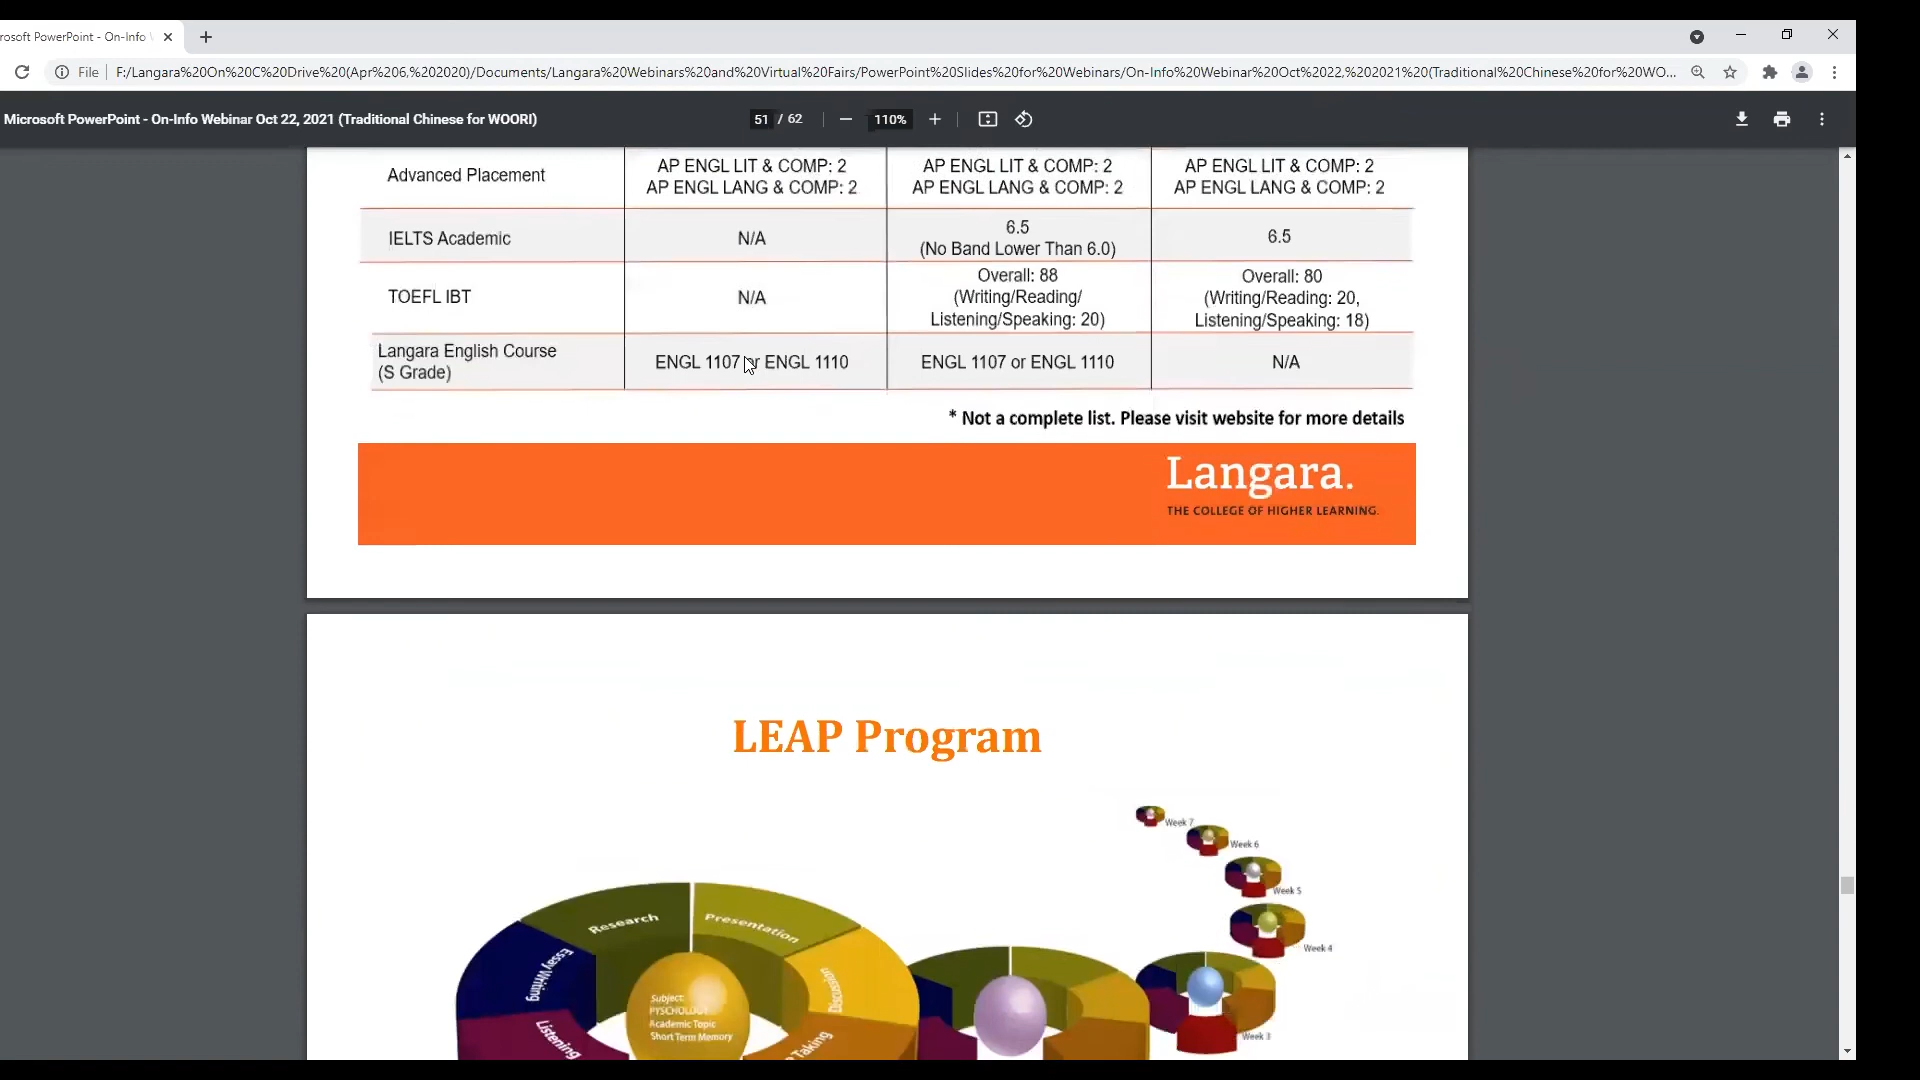 rosoft PowerPoint - On-Info
File
F:/Langara%20On%20C%20Drive%20(Apr%206,%202020)/Documents/Langara%20Webinars%20and%20Virtual%20Fairs/PowerPoint%20Slides%20for%20Webinars/On-Info%20Webinar%20Oct%2022,%202021%20(Traditional%20Chinese%20for%20WO...
Microsoft PowerPoint - On-Info Webinar Oct 22, 2021 (Traditional Chinese for WOORI)
51 / 62
110%
Advanced Placement
AP ENGL LIT & COMP: 2
AP ENGL LANG & COMP: 2
AP ENGL LIT & COMP: 2
AP ENGL LANG & COMP: 2
AP ENGL LIT & COMP: 2
AP ENGL LANG & COMP: 2
IELTS Academic
N/A
6.5
(No Band Lower Than 6.0)
6.5
TOEFL IBT
N/A
Overall: 88
(Writing/Reading/
Listening/Speaking: 20)
Overall: 80
(Writing/Reading: 20,
Listening/Speaking: 18)
Langara English Course
(S Grade)
ENGL 1107 or ENGL 1110
ENGL 1107 or ENGL 1110
N/A
* Not a complete list. Please visit website for more details
Langara.
THE COLLEGE OF HIGHER LEARNING.
LEAP Program
Week 7
Week 6
Week 5
Week 4
Week 3
Research
Presentation
Essay Writing
Discussion
Listening
Taking
Subject:
PYSCHOLOGY
Academic Topic
Short Term Memory